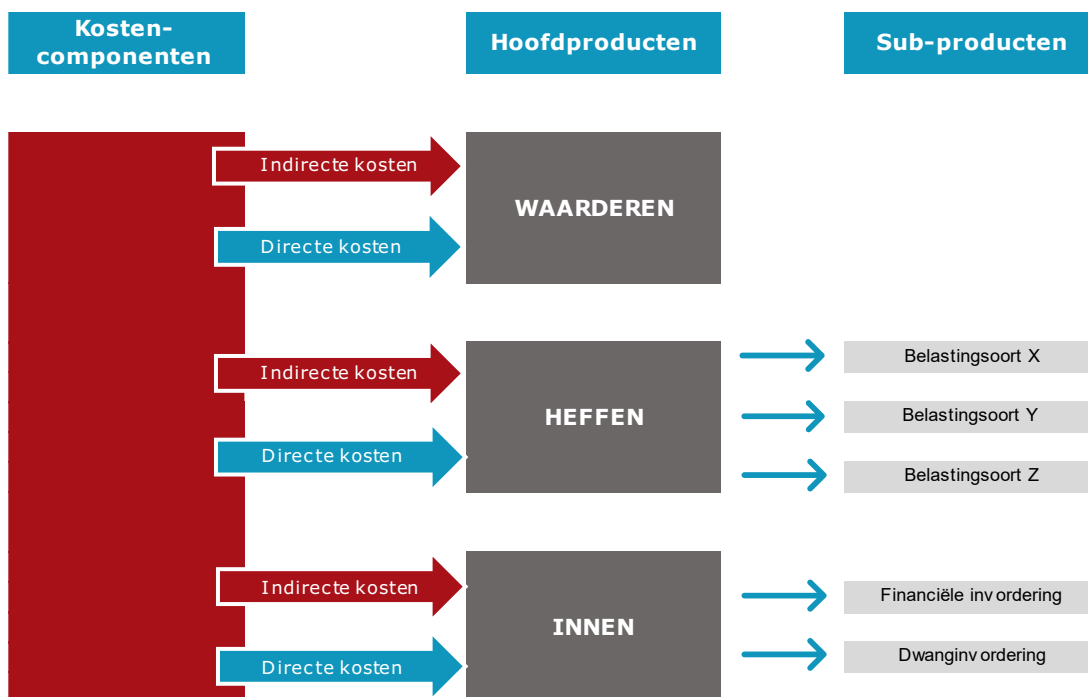 Kosten-
componenten
Hoofdproducten
Sub-producten
Indirecte kosten
WAARDEREN
Directe kosten
Indirecte kosten
HEFFEN
Directe kosten
Belastingsoort X
Belastingsoort Y
Belastingsoort Z
Indirecte kosten
INNEN
Directe kosten
Financiële invordering
Dwanginvordering